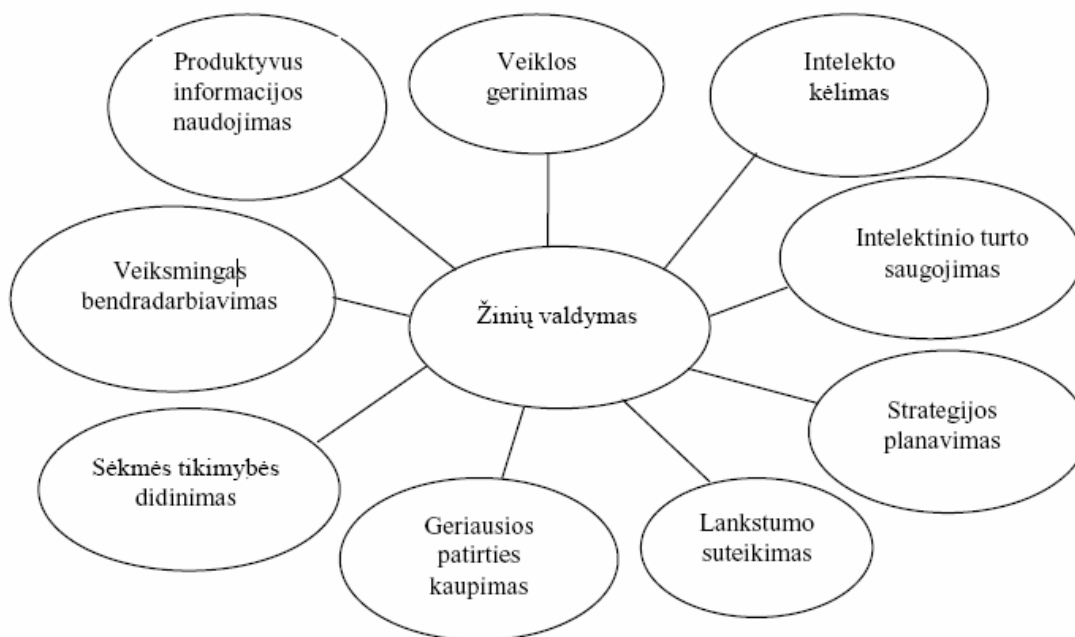 Produktyvus
informacijos
naudojimas
Veiklos
gerinimas
Intelekto
kėlimas
Veiksmingas
bendradarbiavimas
Žinių valdymas
Intelektinio turto
saugojimas
Sėkmės tikimybės
didinimas
Geriausios
patirties
kaupimas
Lankstumo
suteikimas
Strategijos
planavimas